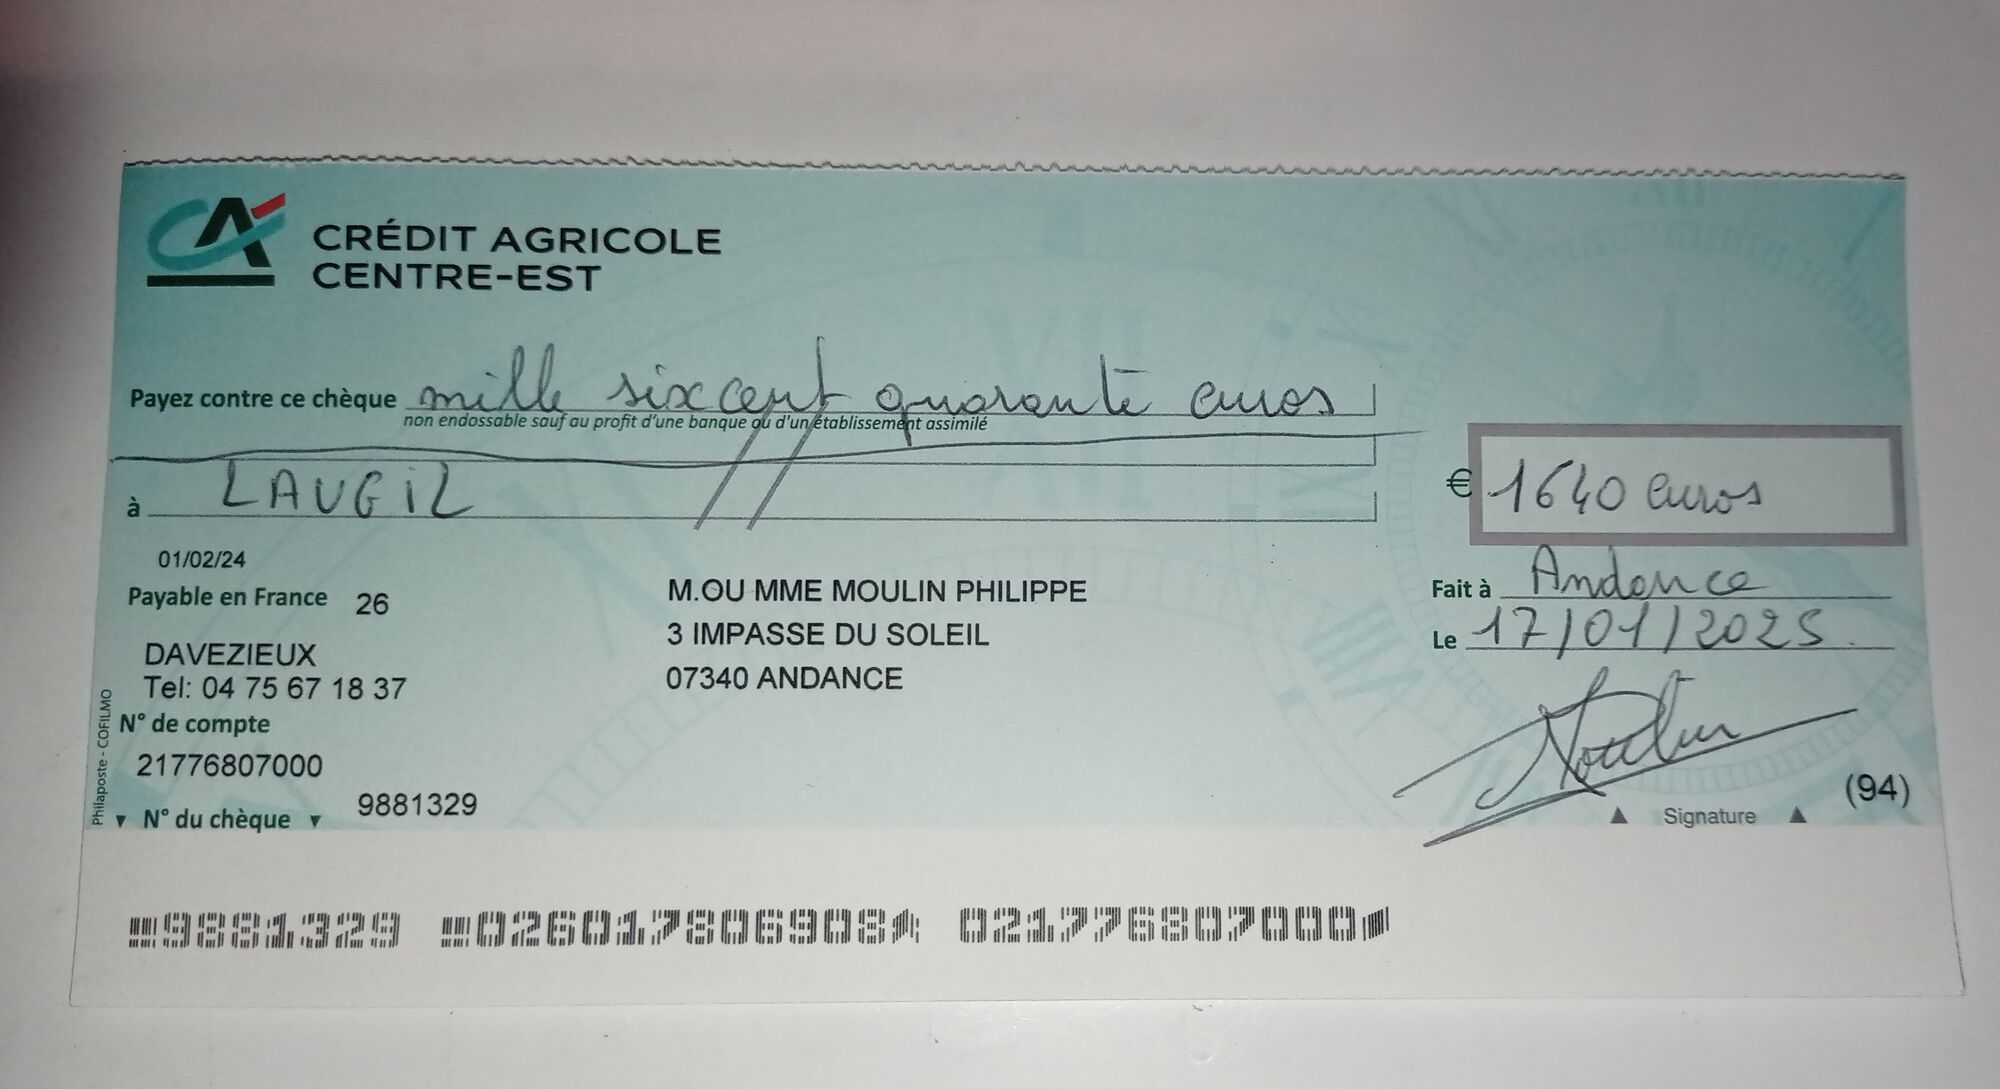 CRÉDIT AGRICOLE
CENTRE-EST
Payez contre ce chèque mille six cent quarante euros
non endossable sauf au profit d'une banque ou d'un établissement assimilé
€ 1640 euros
à LAUGIL
01/02/24
Payable en France 26
DAVEZIEUX
Tel: 04 75 67 18 37
N° de compte
21776807000
N° du chèque 9881329
Philaposte - COFILMO
M.OU MME MOULIN PHILIPPE
3 IMPASSE DU SOLEIL
07340 ANDANCE
Fait à Andance
Le 17/01/2025.
Moulin
Signature
(94)
9881329 026017806908 021776807000